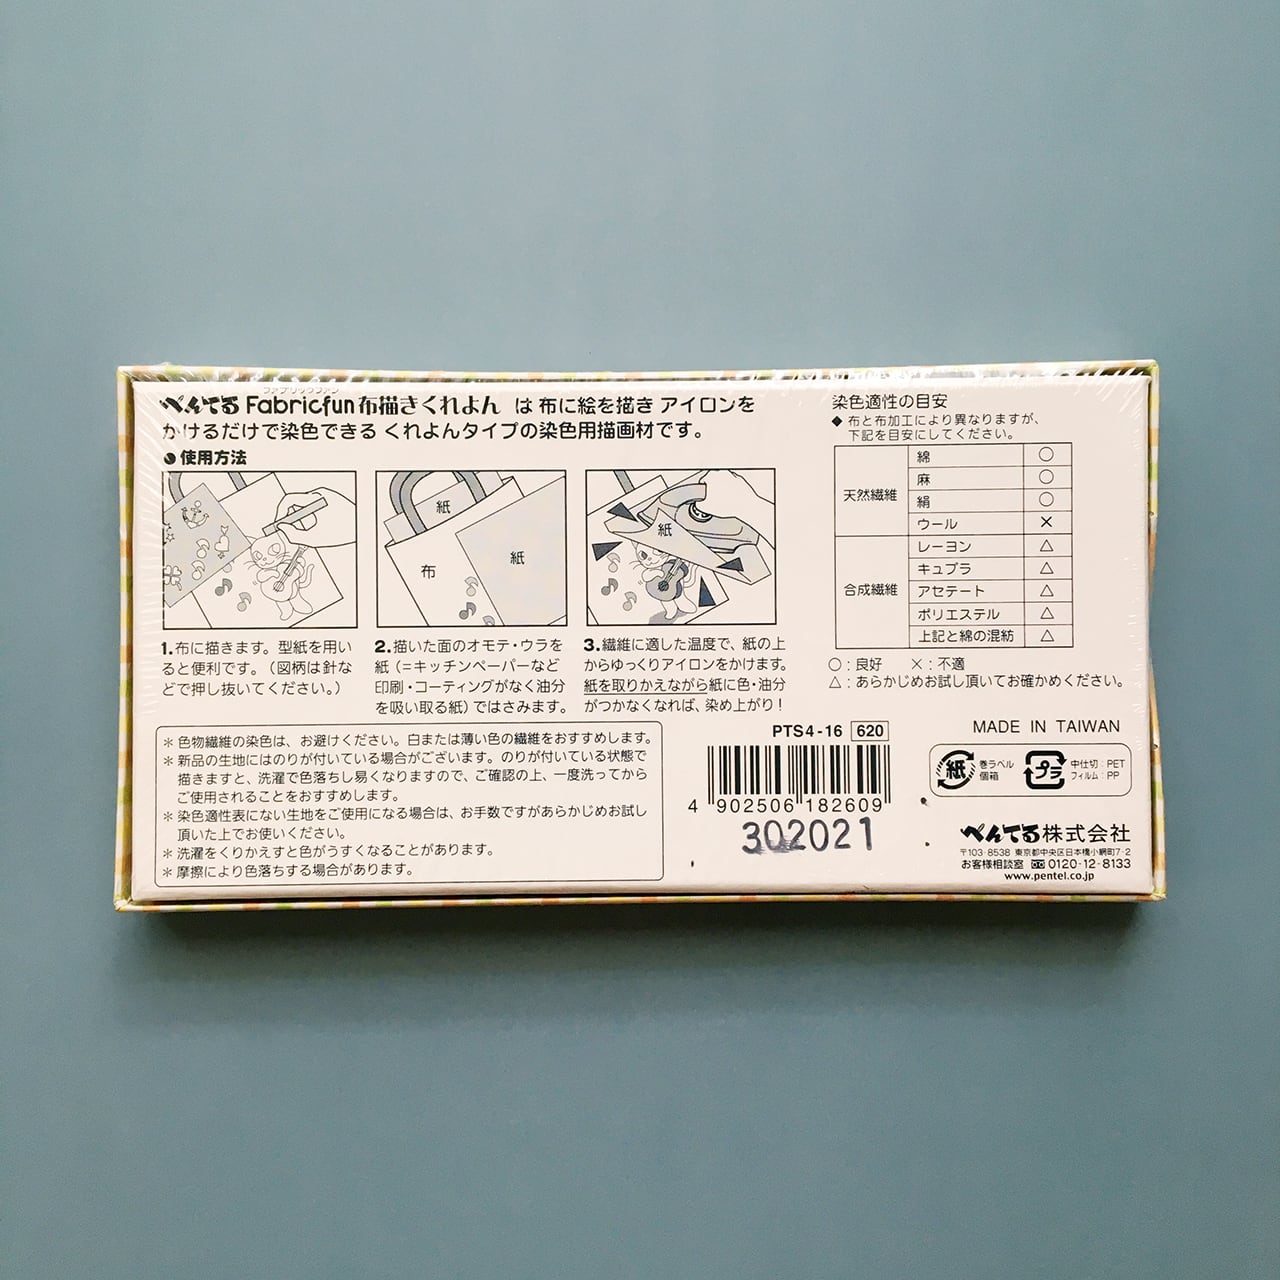 ファブリックファン
ぺんてる Fabricfun 布描きくれよん は 布に絵を描き アイロンを
かけるだけで染色できる くれよんタイプの染色用描画材です。
●使用方法
紙
布
紙
紙
1.布に描きます。型紙を用い
ると便利です。(図柄は針な
どで押し抜いてください。)
2.描いた面のオモテ・ウラを
紙(=キッチンペーパーなど
印刷・コーティングがなく油分
を吸い取る紙)ではさみます。
3.繊維に適した温度で、紙の上
からゆっくりアイロンをかけます。
紙を取りかえながら紙に色・油分
がつかなくなれば、染め上がり!
染色適性の目安
◆布と布加工により異なりますが、
下記を目安にしてください。
天然繊維
綿 ○
麻 ○
絹 ○
ウール ×
合成繊維
レーヨン △
キュプラ △
アセテート △
ポリエステル △
上記と綿の混紡 △
○:良好 ×:不適
△:あらかじめお試し頂いてお確かめください。
＊色物繊維の染色は、お避けください。白または薄い色の繊維をおすすめします。
＊新品の生地にはのりが付いている場合がございます。のりが付いている状態で
描きますと、洗濯で色落ちし易くなりますので、ご確認の上、一度洗ってから
ご使用されることをおすすめします。
＊染色適性表にない生地をご使用になる場合は、お手数ですがあらかじめお試し
頂いた上でお使いください。
＊洗濯をくりかえすと色がうすくなることがあります。
＊摩擦により色落ちする場合があります。
PTS4-16 620
4 902506 182609
302021
MADE IN TAIWAN
紙
巻ラベル
個箱
プラ
中仕切:PET
フィルム:PP
ぺんてる株式会社
〒103-8538 東京都中央区日本橋小網町7-2
お客様相談室 0120-12-8133
www.pentel.co.jp